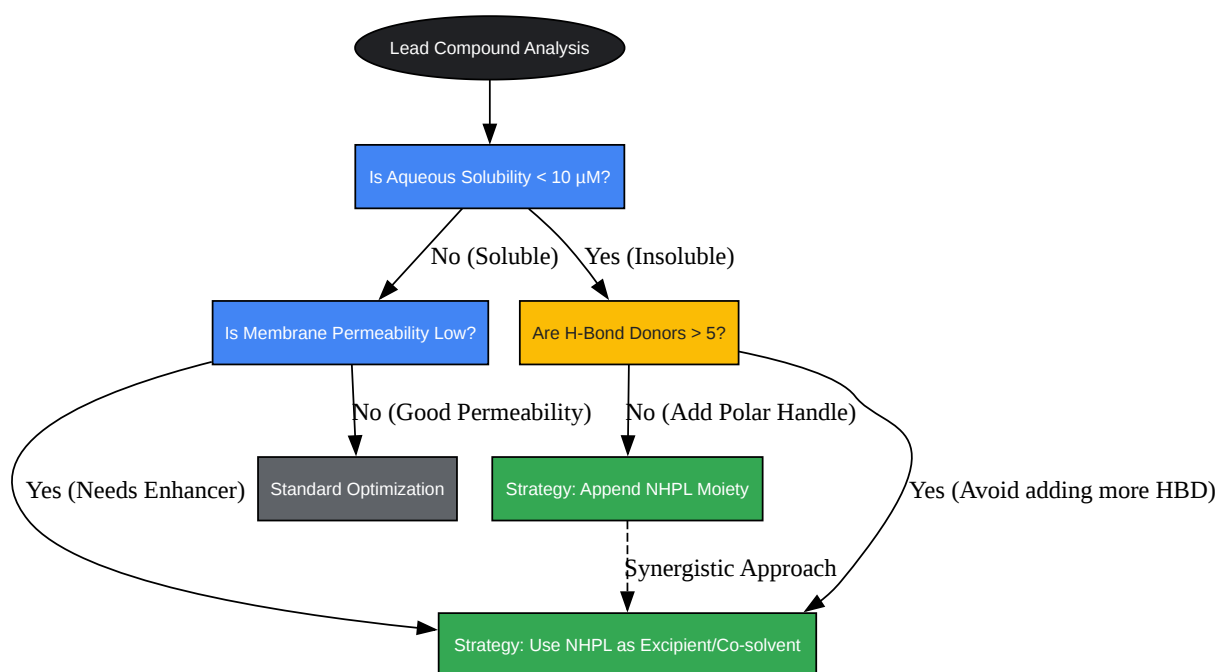 Lead Compound Analysis
Is Aqueous Solubility < 10 µM?
No (Soluble)
Yes (Insoluble)
Is Membrane Permeability Low?
Are H-Bond Donors > 5?
No (Good Permeability)
No (Add Polar Handle)
Yes (Needs Enhancer)
Standard Optimization
Strategy: Append NHPL Moiety
Yes (Avoid adding more HBD)
Synergistic Approach
Strategy: Use NHPL as Excipient/Co-solvent